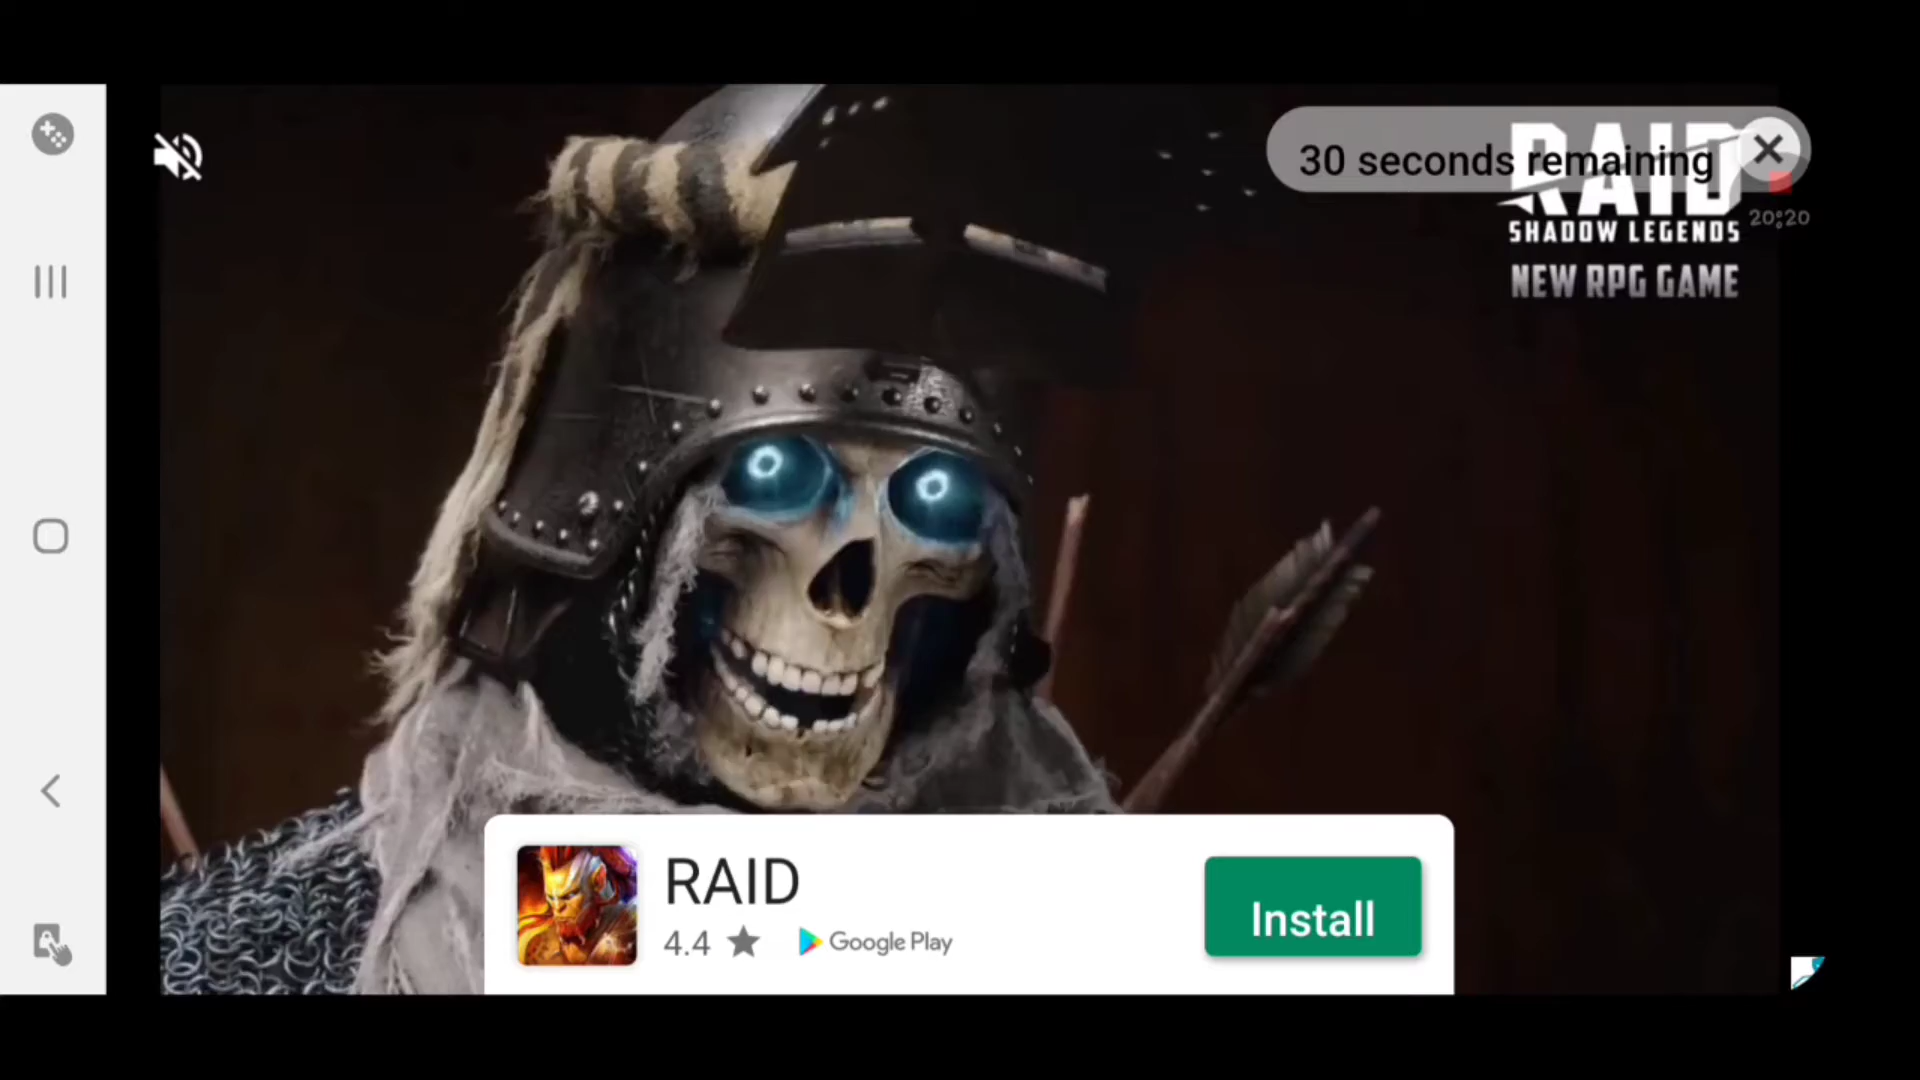 30 seconds remaining
RAID
20:20
SHADOW LEGENDS
NEW RPG GAME
RAID
4.4
Google Play
Install